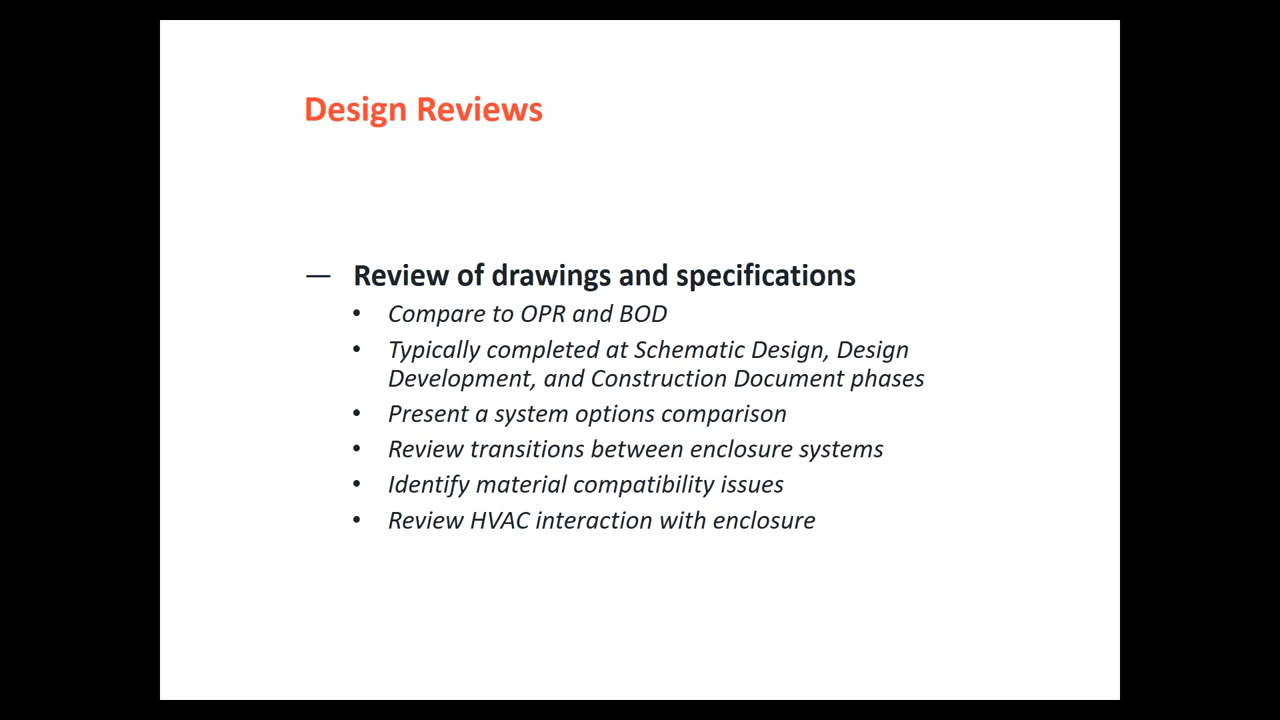 Design Reviews
— Review of drawings and specifications
• Compare to OPR and BOD
• Typically completed at Schematic Design, Design
Development, and Construction Document phases
• Present a system options comparison
• Review transitions between enclosure systems
• Identify material compatibility issues
• Review HVAC interaction with enclosure